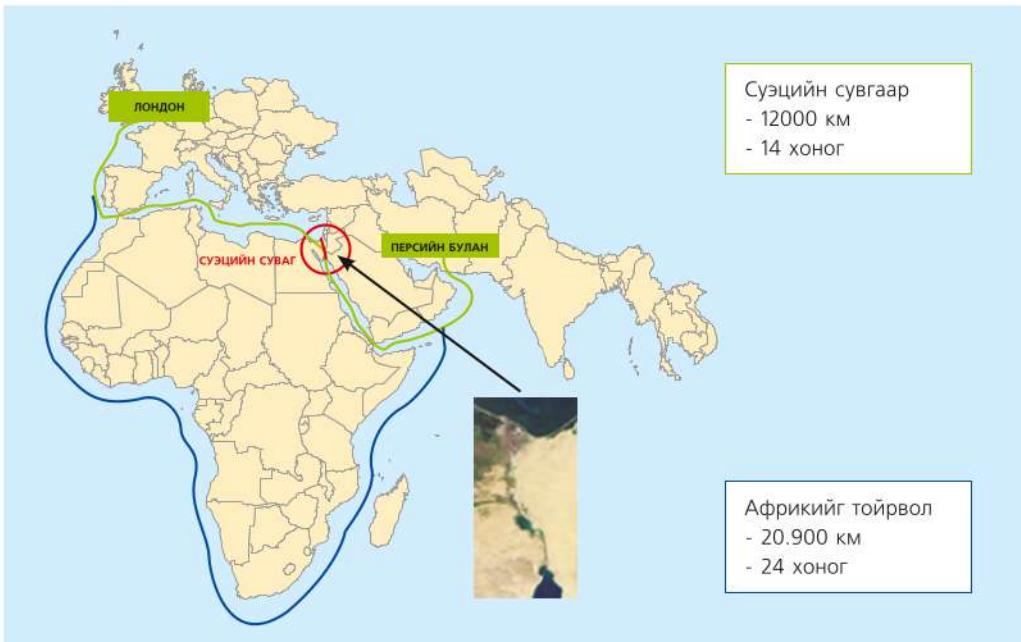 ЛОНДОН
Суэцийн сувгаар
- 12000 км
- 14 хоног
СУЭЦИЙН СУВАГ
ПЕРСИЙН БУЛАН
Африкийг тойрвол
- 20.900 км
- 24 хоног